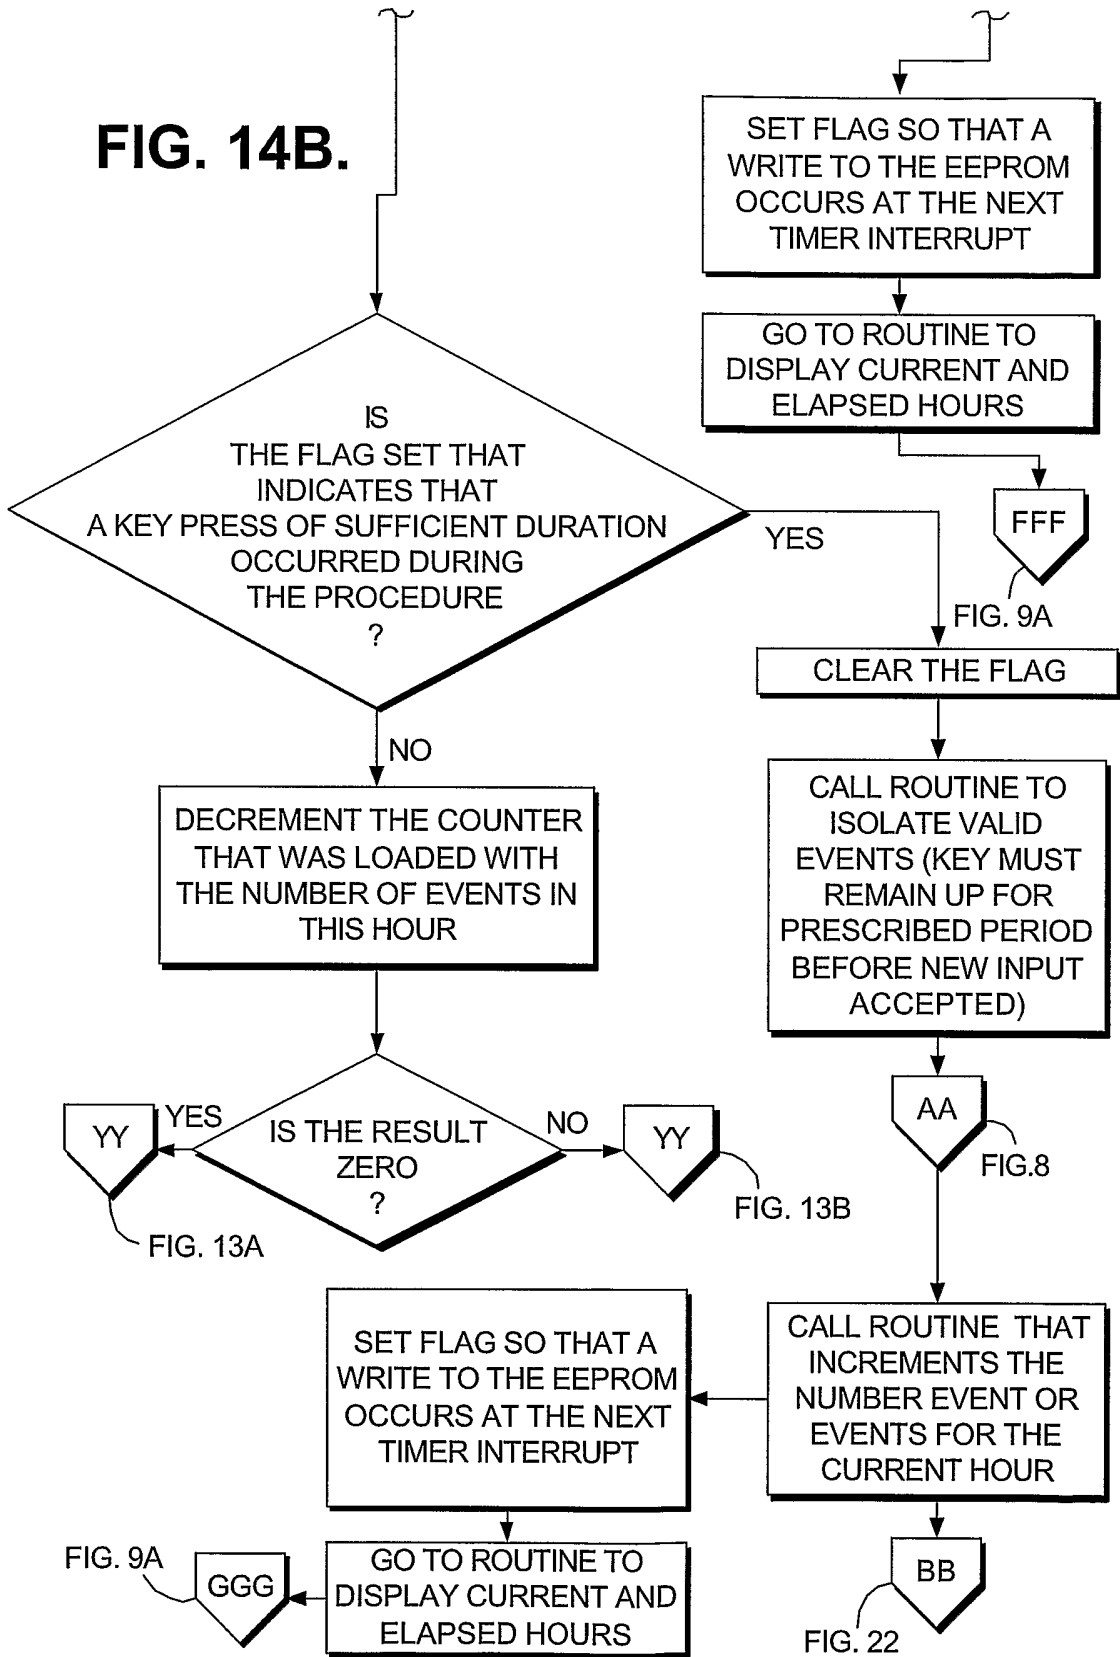 FIG. 14B.
SET FLAG SO THAT A
WRITE TO THE EEPROM
OCCURS AT THE NEXT
TIMER INTERRUPT
GO TO ROUTINE TO
DISPLAY CURRENT AND
ELAPSED HOURS
FFF
FIG. 9A
IS
THE FLAG SET THAT
INDICATES THAT
A KEY PRESS OF SUFFICIENT DURATION
OCCURRED DURING
THE PROCEDURE
?
YES
CLEAR THE FLAG
CALL ROUTINE TO
ISOLATE VALID
EVENTS (KEY MUST
REMAIN UP FOR
PRESCRIBED PERIOD
BEFORE NEW INPUT
ACCEPTED)
AA
FIG.8
NO
DECREMENT THE COUNTER
THAT WAS LOADED WITH
THE NUMBER OF EVENTS IN
THIS HOUR
IS THE RESULT
ZERO
?
YES
YY
FIG. 13A
NO
YY
FIG. 13B
CALL ROUTINE THAT
INCREMENTS THE
NUMBER EVENT OR
EVENTS FOR THE
CURRENT HOUR
BB
FIG. 22
SET FLAG SO THAT A
WRITE TO THE EEPROM
OCCURS AT THE NEXT
TIMER INTERRUPT
GO TO ROUTINE TO
DISPLAY CURRENT AND
ELAPSED HOURS
GGG
FIG. 9A